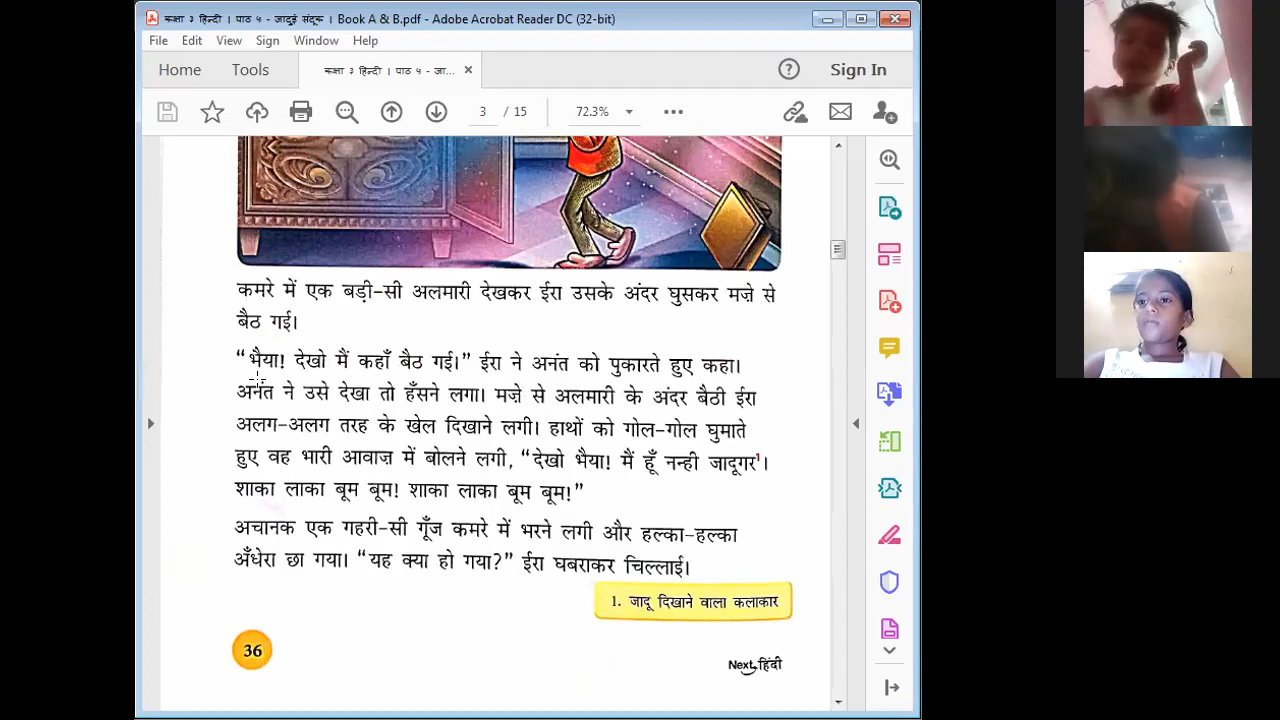 कक्षा ३ हिन्दी । पाठ ५ - जादुई संदूक । Book A & B.pdf - Adobe Acrobat Reader DC (32-bit)
File Edit View Sign Window Help
Home Tools कक्षा ३ हिन्दी । पाठ ५ - जा... Sign In
3 / 15 72.3%
कमरे में एक बड़ी-सी अलमारी देखकर ईरा उसके अंदर घुसकर मज़े से
बैठ गई।
“भैया! देखो मैं कहाँ बैठ गई।” ईरा ने अनंत को पुकारते हुए कहा।
अनंत ने उसे देखा तो हँसने लगा। मज़े से अलमारी के अंदर बैठी ईरा
अलग-अलग तरह के खेल दिखाने लगी। हाथों को गोल-गोल घुमाते
हुए वह भारी आवाज़ में बोलने लगी, “देखो भैया! मैं हूँ नन्ही जादूगर¹।
शाका लाका बूम बूम! शाका लाका बूम बूम!”
अचानक एक गहरी-सी गूँज कमरे में भरने लगी और हल्का-हल्का
अँधेरा छा गया। “यह क्या हो गया?” ईरा घबराकर चिल्लाई।
1. जादू दिखाने वाला कलाकार
36
Next हिंदी